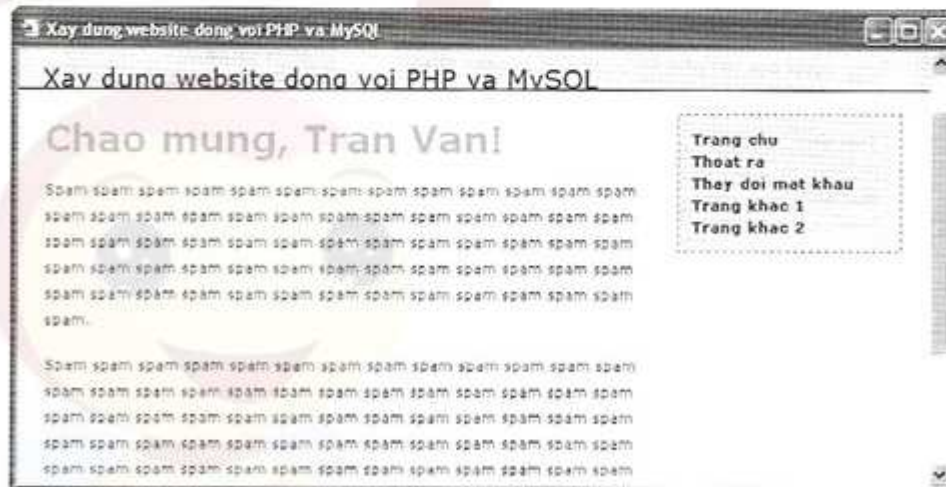 Xay dung website dong voi PHP va MySQL
Xay dung website dong voi PHP va MySQL
Chao mung, Tran Van!
Spam spam spam spam spam spam spam spam spam spam spam spam spam
spam spam spam spam spam spam spam spam spam spam spam spam spam
spam spam spam spam spam spam spam spam spam spam spam spam spam
spam spam spam spam spam spam spam spam spam spam spam spam spam
spam spam spam spam spam spam spam spam spam spam spam spam spam
spam.
Spam spam spam spam spam spam spam spam spam spam spam spam spam
spam spam spam spam spam spam spam spam spam spam spam spam spam
spam spam spam spam spam spam spam spam spam spam spam spam spam
spam spam spam spam spam spam spam spam spam spam spam spam spam
spam spam spam spam spam spam spam spam spam spam spam spam spam
Trang chu
Thoat ra
Thay doi mat khau
Trang khac 1
Trang khac 2